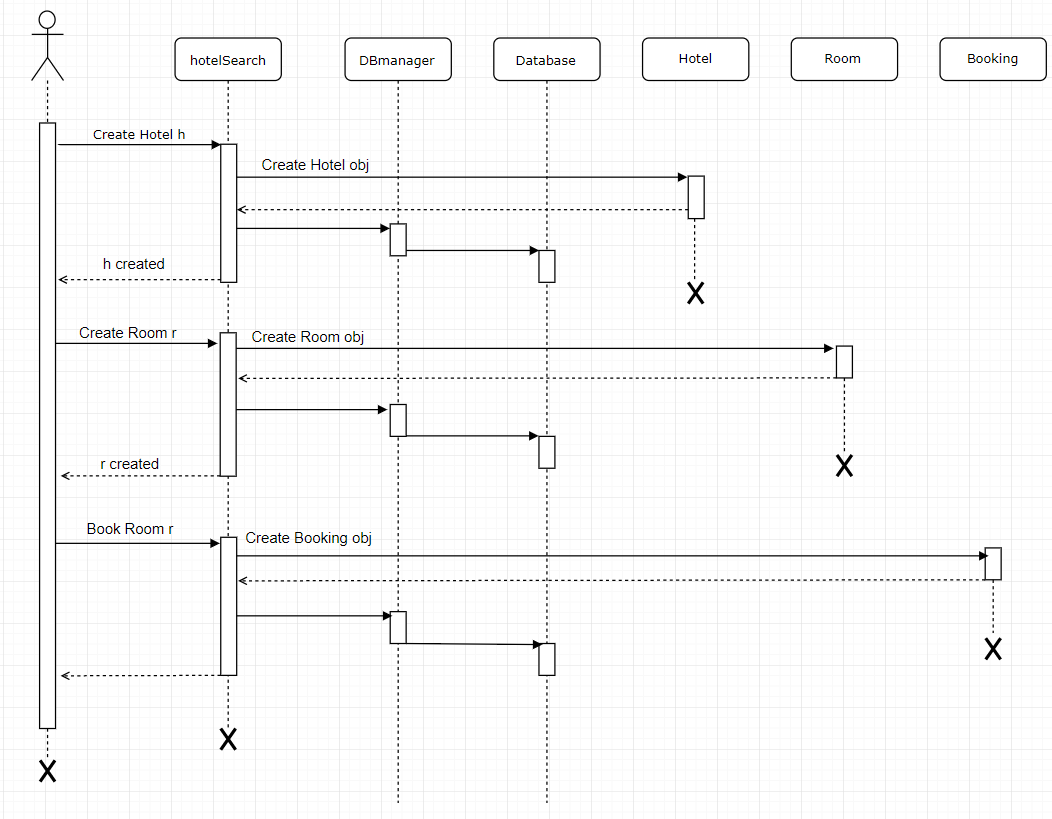 hotelSearch
DBmanager
Database
Hotel
Room
Booking
Create Hotel h
Create Hotel obj
h created
Create Room r
Create Room obj
r created
Book Room r
Create Booking obj